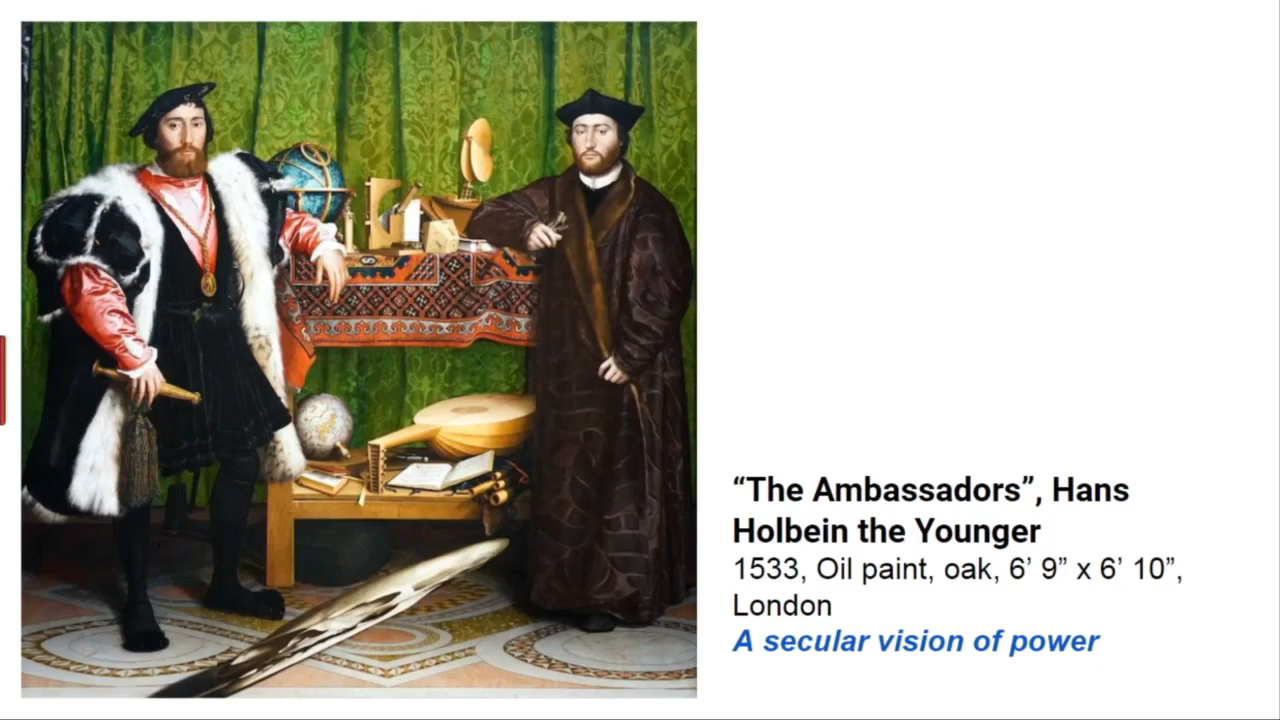 “The Ambassadors”, Hans
Holbein the Younger
1533, Oil paint, oak, 6’ 9” x 6’ 10”,
London
A secular vision of power